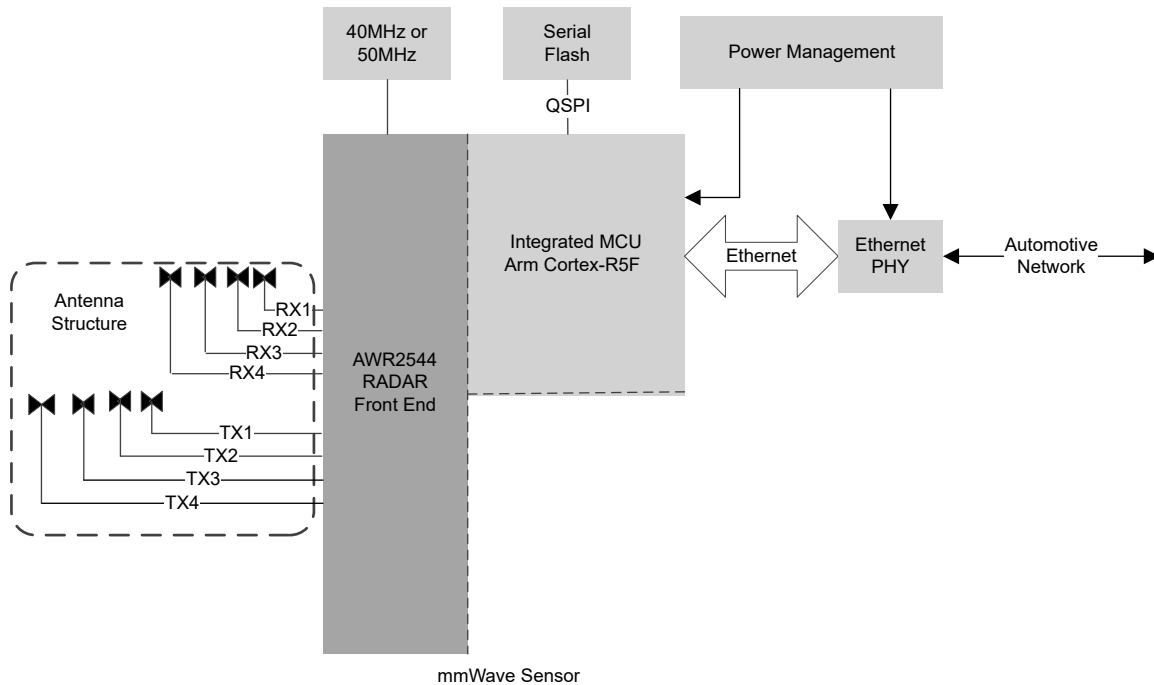 40MHz or
50MHz
Serial
Flash
Power Management
QSPI
Integrated MCU
Arm Cortex-R5F
Ethernet
Ethernet
PHY
Automotive
Network
Antenna
Structure
RX1
RX2
RX3
RX4
AWR2544
RADAR
Front End
TX1
TX2
TX3
TX4
mmWave Sensor